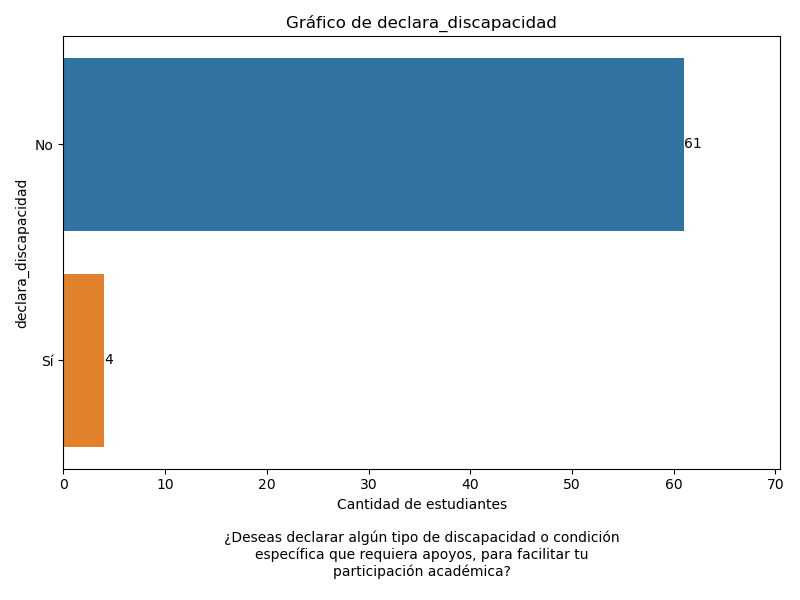 Gráfico de declara_discapacidad
declara_discapacidad
No
61
Sí
4
0 10 20 30 40 50 60 70
Cantidad de estudiantes
¿Deseas declarar algún tipo de discapacidad o condición
específica que requiera apoyos, para facilitar tu
participación académica?